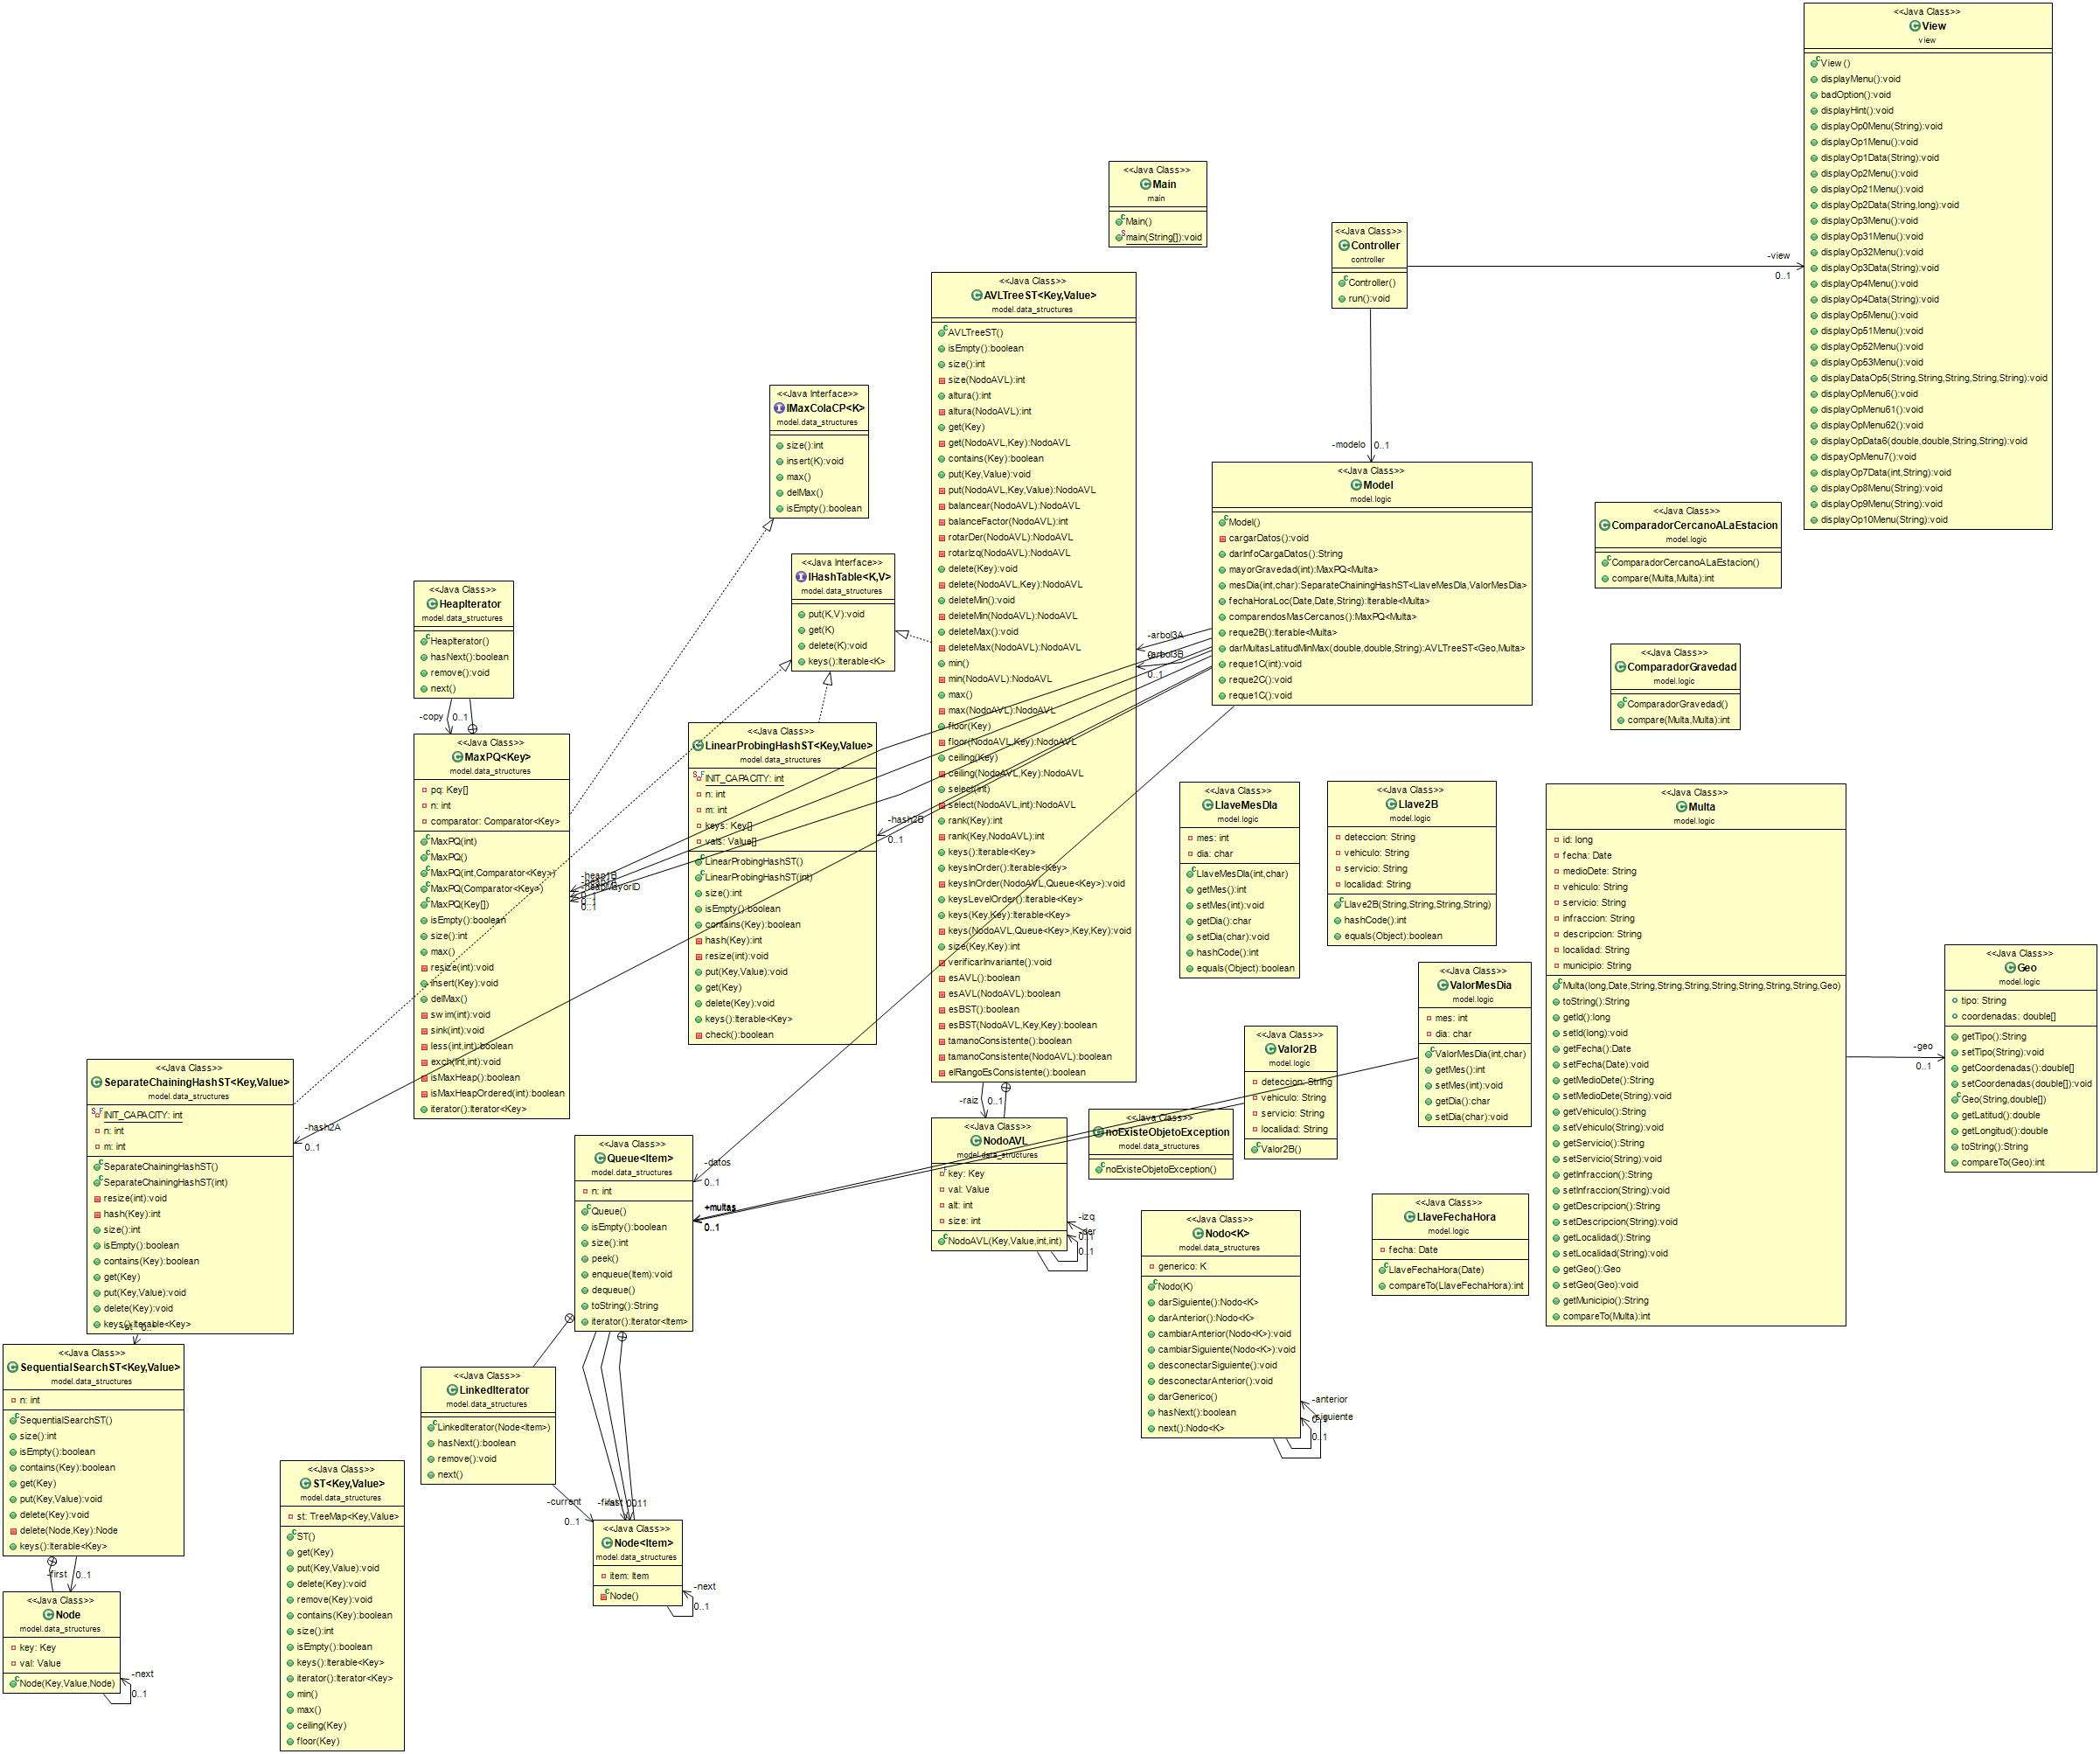 <<Java Class>>
View
view
View ()
displayMenu():void
badOption():void
displayHint():void
displayOp0Menu(String):void
displayOp1Menu():void
displayOp1Data(String):void
displayOp2Menu():void
displayOp21Menu():void
displayOp2Data(String,long):void
displayOp3Menu():void
displayOp31Menu():void
displayOp32Menu():void
displayOp3Data(String):void
displayOp4Menu():void
displayOp4Data(String):void
displayOp5Menu():void
displayOp51Menu():void
displayOp52Menu():void
displayOp53Menu():void
displayDataOp5(String,String,String,String,String):void
displayOpMenu6():void
displayOpMenu61():void
displayOpMenu62():void
displayOpData6(double,double,String,String):void
dispayOpMenu7():void
displayOp7Data(int,String):void
displayOp8Menu(String):void
displayOp9Menu(String):void
displayOp10Menu(String):void
<<Java Class>>
Main
main
Main()
main(String[]):void
<<Java Class>>
Controller
controller
Controller()
run():void
-view
0..1
-modelo
0..1
<<Java Class>>
AVLTreeST<Key,Value>
model.data_structures
AVLTreeST()
isEmpty():boolean
size():int
size(NodoAVL):int
altura():int
altura(NodoAVL):int
get(Key)
get(NodoAVL,Key):NodoAVL
contains(Key):boolean
put(Key,Value):void
put(NodoAVL,Key,Value):NodoAVL
balancear(NodoAVL):NodoAVL
balanceFactor(NodoAVL):int
rotarDer(NodoAVL):NodoAVL
rotarIzq(NodoAVL):NodoAVL
delete(Key):void
delete(NodoAVL,Key):NodoAVL
deleteMin():void
deleteMin(NodoAVL):NodoAVL
deleteMax():void
deleteMax(NodoAVL):NodoAVL
min()
min(NodoAVL):NodoAVL
max()
max(NodoAVL):NodoAVL
floor(Key)
floor(NodoAVL,Key):NodoAVL
ceiling(Key)
ceiling(NodoAVL,Key):NodoAVL
select(int)
select(NodoAVL,int):NodoAVL
rank(Key):int
rank(Key,NodoAVL):int
keys():Iterable<Key>
keysInOrder():Iterable<Key>
keysInOrder(NodoAVL,Queue<Key>):void
keysLevelOrder():Iterable<Key>
keys(Key,Key):Iterable<Key>
keys(NodoAVL,Queue<Key>,Key,Key):void
size(Key,Key):int
verificarInvariante():void
esAVL():boolean
esAVL(NodoAVL):boolean
esBST():boolean
esBST(NodoAVL,Key,Key):boolean
tamanoConsistente():boolean
tamanoConsistente(NodoAVL):boolean
elRangoEsConsistente():boolean
<<Java Interface>>
IMaxColaCP<K>
model.data_structures
size():int
insert(K):void
max()
delMax()
isEmpty():boolean
<<Java Class>>
Model
model.logic
Model()
cargarDatos():void
darInfoCargaDatos():String
mayorGravedad(int):MaxPQ<Multa>
mesDia(int,char):SeparateChainingHashST<LlaveMesDIa,ValorMesDIa>
fechaHoraLoc(Date,Date,String):Iterable<Multa>
comparendosMasCercanos():MaxPQ<Multa>
reque2B():Iterable<Multa>
darMultasLatitudMinMax(double,double,String):AVLTreeST<Geo,Multa>
reque1C(int):void
reque2C():void
reque1C():void
<<Java Class>>
ComparadorCercanoALaEstacion
model.logic
ComparadorCercanoALaEstacion()
compare(Multa,Multa):int
<<Java Class>>
ComparadorGravedad
model.logic
ComparadorGravedad()
compare(Multa,Multa):int
<<Java Interface>>
IHashTable<K,V>
model.data_structures
put(K,V):void
get(K)
delete(K):void
keys():Iterable<K>
<<Java Class>>
HeapIterator
model.data_structures
HeapIterator()
hasNext():boolean
remove():void
next()
-copy
0..1
-arbol3A
-arbol3B
0..1
<<Java Class>>
MaxPQ<Key>
model.data_structures
pq: Key[]
n: int
comparator: Comparator<Key>
MaxPQ(int)
MaxPQ()
MaxPQ(int,Comparator<Key>)
MaxPQ(Comparator<Key>)
MaxPQ(Key[])
isEmpty():boolean
size():int
max()
resize(int):void
insert(Key):void
delMax()
swim(int):void
sink(int):void
less(int,int):boolean
exch(int,int):void
isMaxHeap():boolean
isMaxHeapOrdered(int):boolean
iterator():Iterator<Key>
-heap1B
-heapMayorID
0..1
<<Java Class>>
LinearProbingHashST<Key,Value>
model.data_structures
INIT_CAPACITY: int
n: int
m: int
keys: Key[]
vals: Value[]
LinearProbingHashST()
LinearProbingHashST(int)
size():int
isEmpty():boolean
contains(Key):boolean
hash(Key):int
resize(int):void
put(Key,Value):void
get(Key)
delete(Key):void
keys():Iterable<Key>
check():boolean
-hash2B
0..1
<<Java Class>>
LlaveMesDIa
model.logic
mes: int
dia: char
LlaveMesDIa(int,char)
getMes():int
setMes(int):void
getDia():char
setDia(char):void
hashCode():int
equals(Object):boolean
<<Java Class>>
Llave2B
model.logic
deteccion: String
vehiculo: String
servicio: String
localidad: String
Llave2B(String,String,String,String)
hashCode():int
equals(Object):boolean
<<Java Class>>
Multa
model.logic
id: long
fecha: Date
medioDete: String
vehiculo: String
servicio: String
infraccion: String
descripcion: String
localidad: String
municipio: String
Multa(long,Date,String,String,String,String,String,String,String,Geo)
toString():String
getId():long
setId(long):void
getFecha():Date
setFecha(Date):void
getMedioDete():String
setMedioDete(String):void
getVehiculo():String
setVehiculo(String):void
getServicio():String
setServicio(String):void
getInfraccion():String
setInfraccion(String):void
getDescripcion():String
setDescripcion(String):void
getLocalidad():String
setLocalidad(String):void
getGeo():Geo
setGeo(Geo):void
getMunicipio():String
compareTo(Multa):int
-geo
0..1
<<Java Class>>
Geo
model.logic
tipo: String
coordenadas: double[]
getTipo():String
setTipo(String):void
getCoordenadas():double[]
setCoordenadas(double[]):void
Geo(String,double[])
getLatitud():double
getLongitud():double
toString():String
compareTo(Geo):int
<<Java Class>>
ValorMesDIa
model.logic
mes: int
dia: char
ValorMesDIa(int,char)
getMes():int
setMes(int):void
getDia():char
setDia(char):void
<<Java Class>>
Valor2B
model.logic
deteccion: String
vehiculo: String
servicio: String
localidad: String
Valor2B()
<<Java Class>>
SeparateChainingHashST<Key,Value>
model.data_structures
INIT_CAPACITY: int
n: int
m: int
SeparateChainingHashST()
SeparateChainingHashST(int)
resize(int):void
hash(Key):int
size():int
isEmpty():boolean
contains(Key):boolean
get(Key)
put(Key,Value):void
delete(Key):void
keys():Iterable<Key>
-hash2A
0..1
<<Java Class>>
Queue<Item>
model.data_structures
n: int
Queue()
isEmpty():boolean
size():int
peek()
enqueue(Item):void
dequeue()
toString():String
iterator():Iterator<Item>
-datos
0..1
+multas
0..1
-raiz
0..1
<<Java Class>>
NodoAVL
model.data_structures
key: Key
val: Value
alt: int
size: int
NodoAVL(Key,Value,int,int)
-izq
-der
0..1
<<Java Class>>
noExisteObjetoException
model.data_structures
noExisteObjetoException()
<<Java Class>>
Nodo<K>
model.data_structures
generico: K
Nodo(K)
darSiguiente():Nodo<K>
darAnterior():Nodo<K>
cambiarAnterior(Nodo<K>):void
cambiarSiguiente(Nodo<K>):void
desconectarSiguiente():void
desconectarAnterior():void
darGenerico()
hasNext():boolean
next():Nodo<K>
-anterior
-siguiente
0..1
<<Java Class>>
LlaveFechaHora
model.logic
fecha: Date
LlaveFechaHora(Date)
compareTo(LlaveFechaHora):int
<<Java Class>>
SequentialSearchST<Key,Value>
model.data_structures
n: int
SequentialSearchST()
size():int
isEmpty():boolean
contains(Key):boolean
get(Key)
put(Key,Value):void
delete(Key):void
delete(Node,Key):Node
keys():Iterable<Key>
-first
0..1
<<Java Class>>
Node
model.data_structures
key: Key
val: Value
Node(Key,Value,Node)
-next
0..1
<<Java Class>>
ST<Key,Value>
model.data_structures
st: TreeMap<Key,Value>
ST()
get(Key)
put(Key,Value):void
delete(Key):void
remove(Key):void
contains(Key):boolean
size():int
isEmpty():boolean
keys():Iterable<Key>
iterator():Iterator<Key>
min()
max()
ceiling(Key)
floor(Key)
<<Java Class>>
LinkedIterator
model.data_structures
LinkedIterator(Node<Item>)
hasNext():boolean
remove():void
next()
-current
0..1
<<Java Class>>
Node<Item>
model.data_structures
item: Item
Node()
-next
0..1